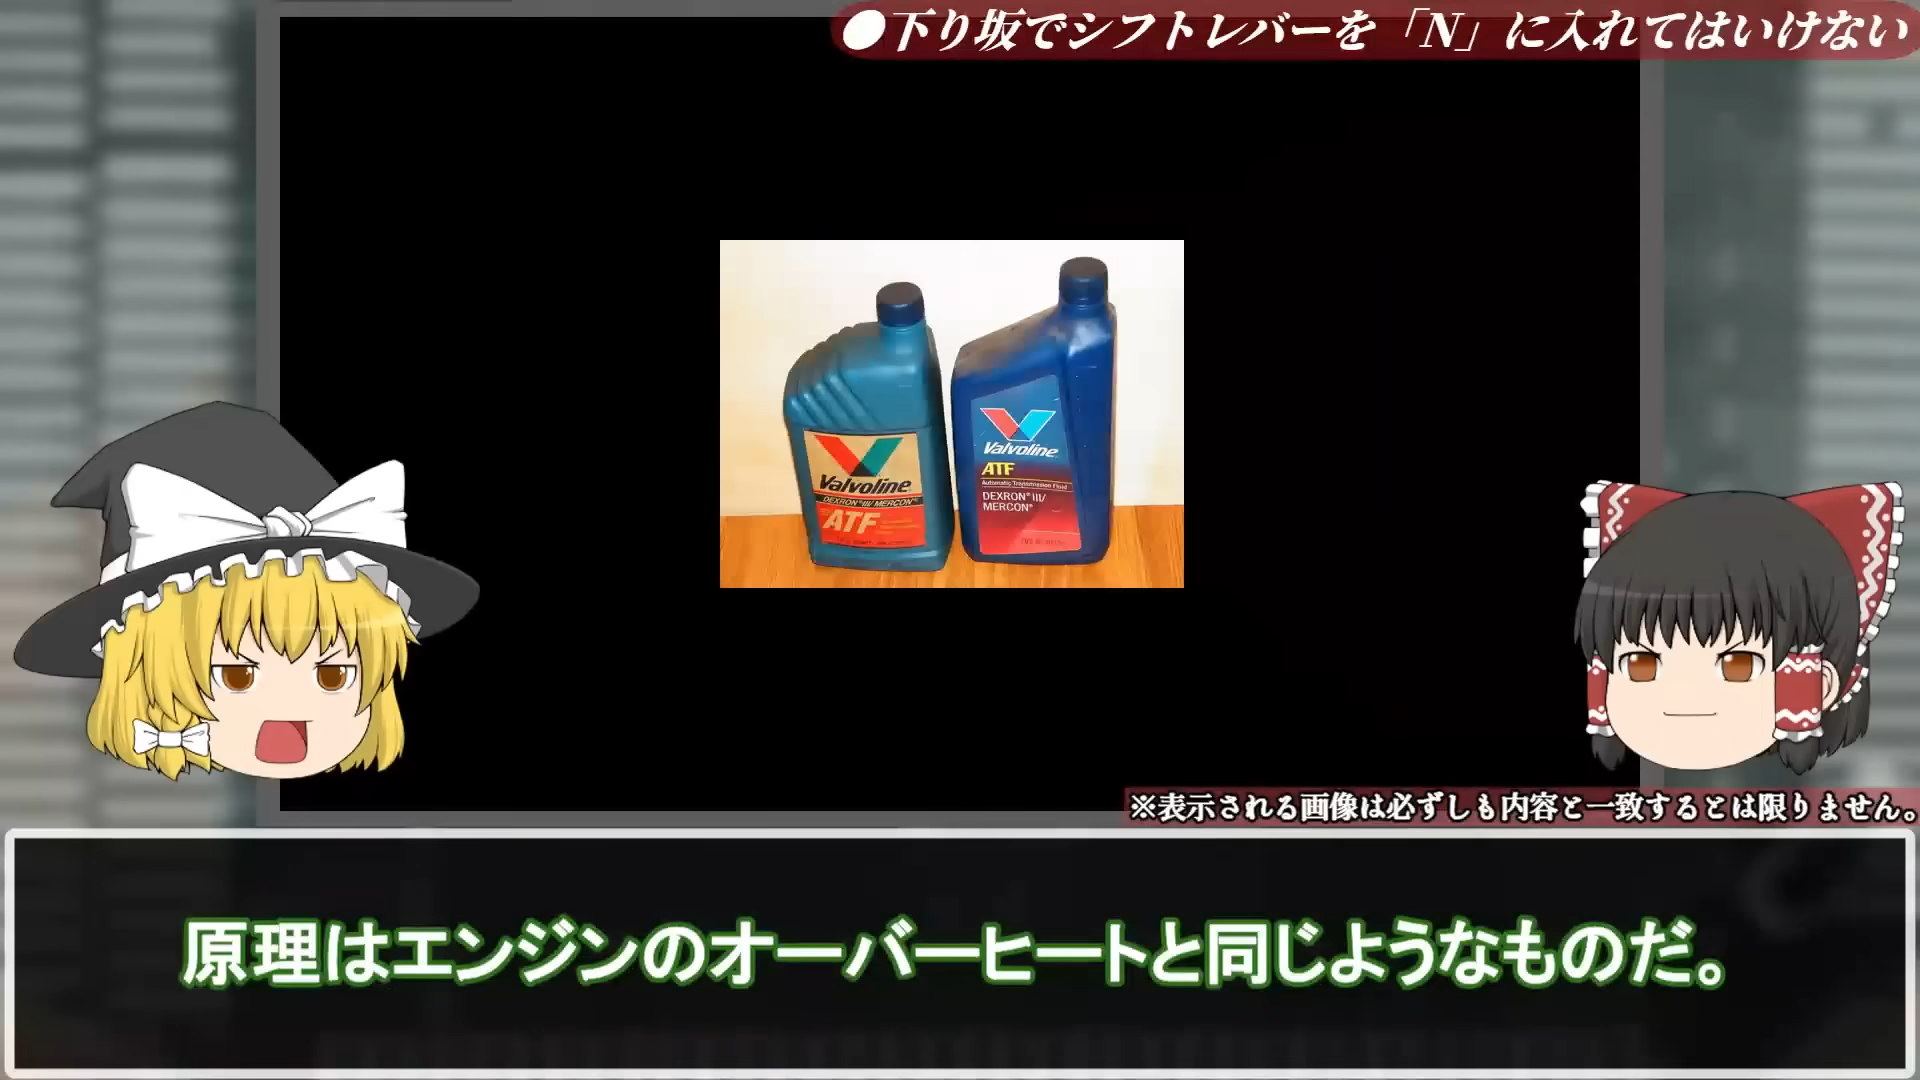 ●下り坂でシフトレバーを「N」に入れてはいけない
Valvoline
DEXRON®III/MERCON®
ATF
Valvoline
ATF
Automatic Transmission Fluid
DEXRON®III/
MERCON®
※表示される画像は必ずしも内容と一致するとは限りません。
原理はエンジンのオーバーヒートと同じようなものだ。